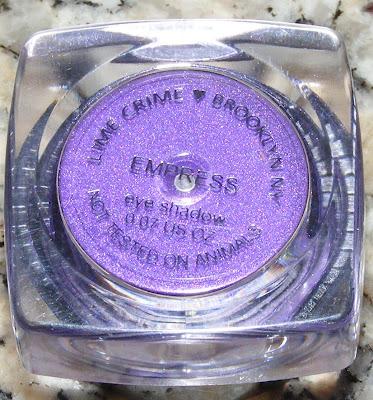 LIME CRIME ♥ BROOKLYN NY
EMPRESS
eye shadow
0.07 US OZ.
NOT TESTED ON ANIMALS